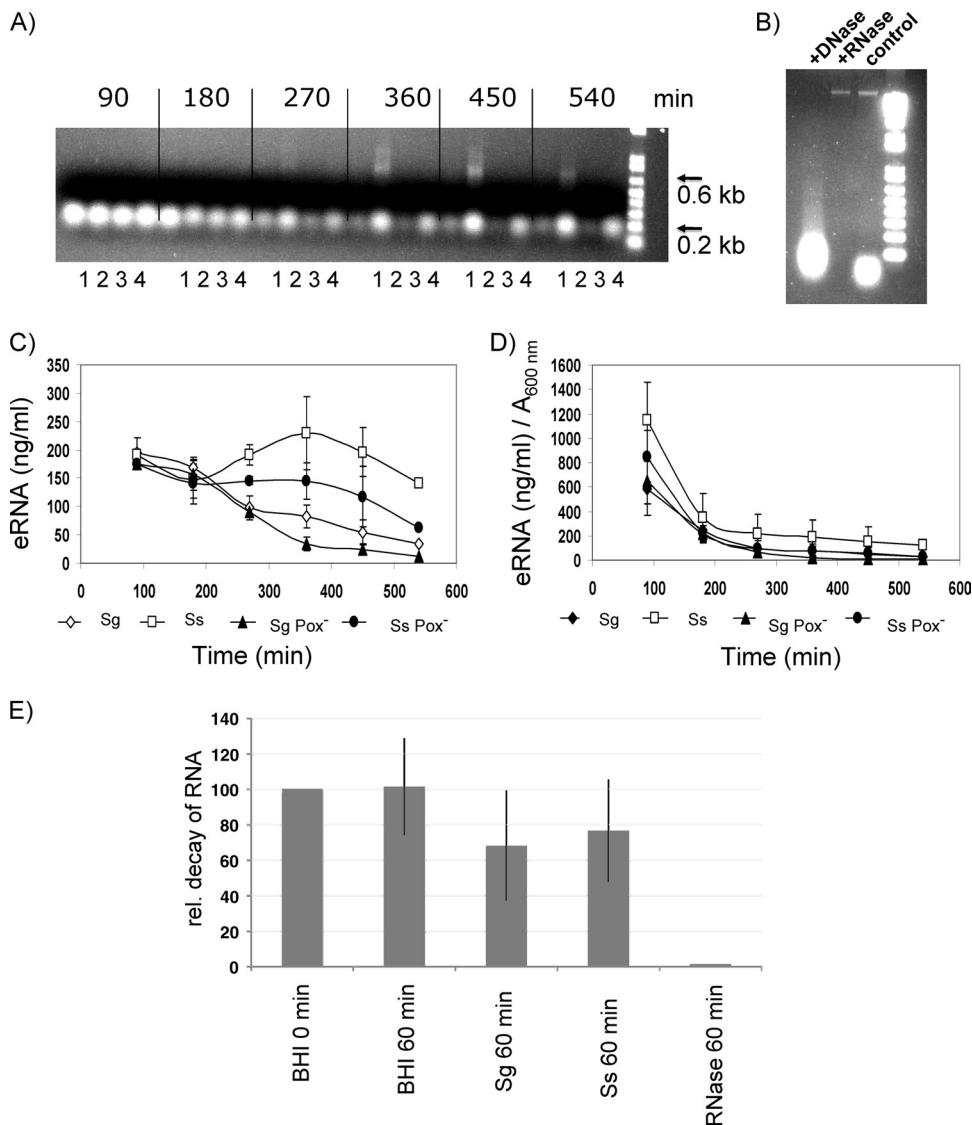 A)
90 180 270 360 450 540 min
0.6 kb
0.2 kb
1 2 3 4 1 2 3 4 1 2 3 4 1 2 3 4 1 2 3 4 1 2 3 4
B)
+DNase
+RNase
control
C)
eRNA (ng/ml)
350
300
250
200
150
100
50
0
0 100 200 300 400 500 600
Sg Ss Sg Pox⁻ Ss Pox⁻
Time (min)
D)
eRNA (ng/ml) / A600 nm
1600
1400
1200
1000
800
600
400
200
0
0 100 200 300 400 500 600
Sg Ss Sg Pox⁻ Ss Pox⁻
Time (min)
E)
rel. decay of RNA
140
120
100
80
60
40
20
0
BHI 0 min
BHI 60 min
Sg 60 min
Ss 60 min
RNase 60 min